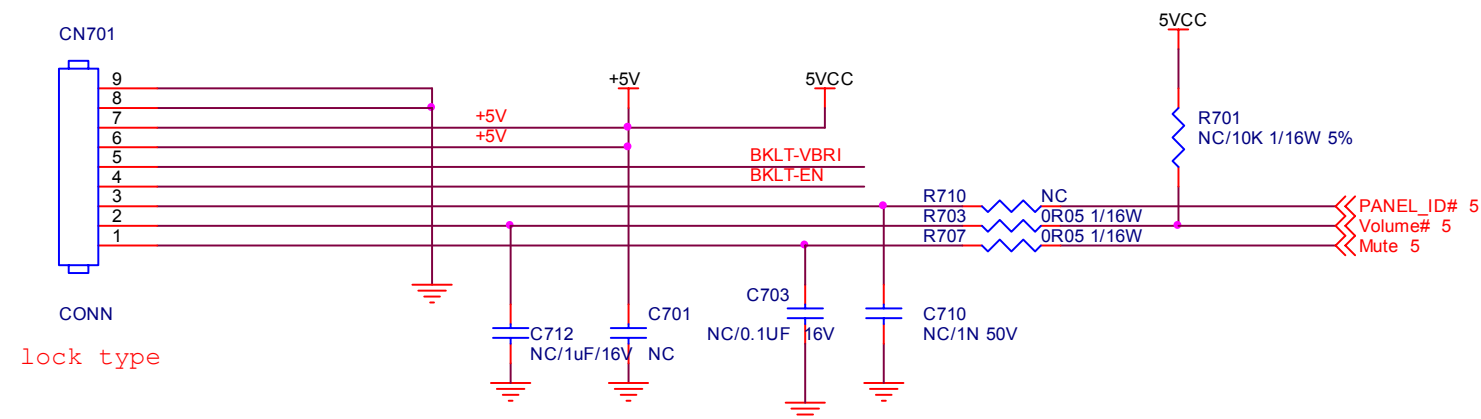 5VCC
CN701
9
+5V
5VCC
8
R701
7
+5V
NC/10K 1/16W 5%
6
+5V
5
BKLT-VBRI
4
BKLT-EN
3
R710
NC
PANEL_ID# 5
2
R703
0R05 1/16W
Volume# 5
1
R707
0R05 1/16W
Mute 5
C703
CONN
C712
C701
NC/0.1UF 16V
C710
NC/1uF/16V
NC
NC/1N 50V
lock type